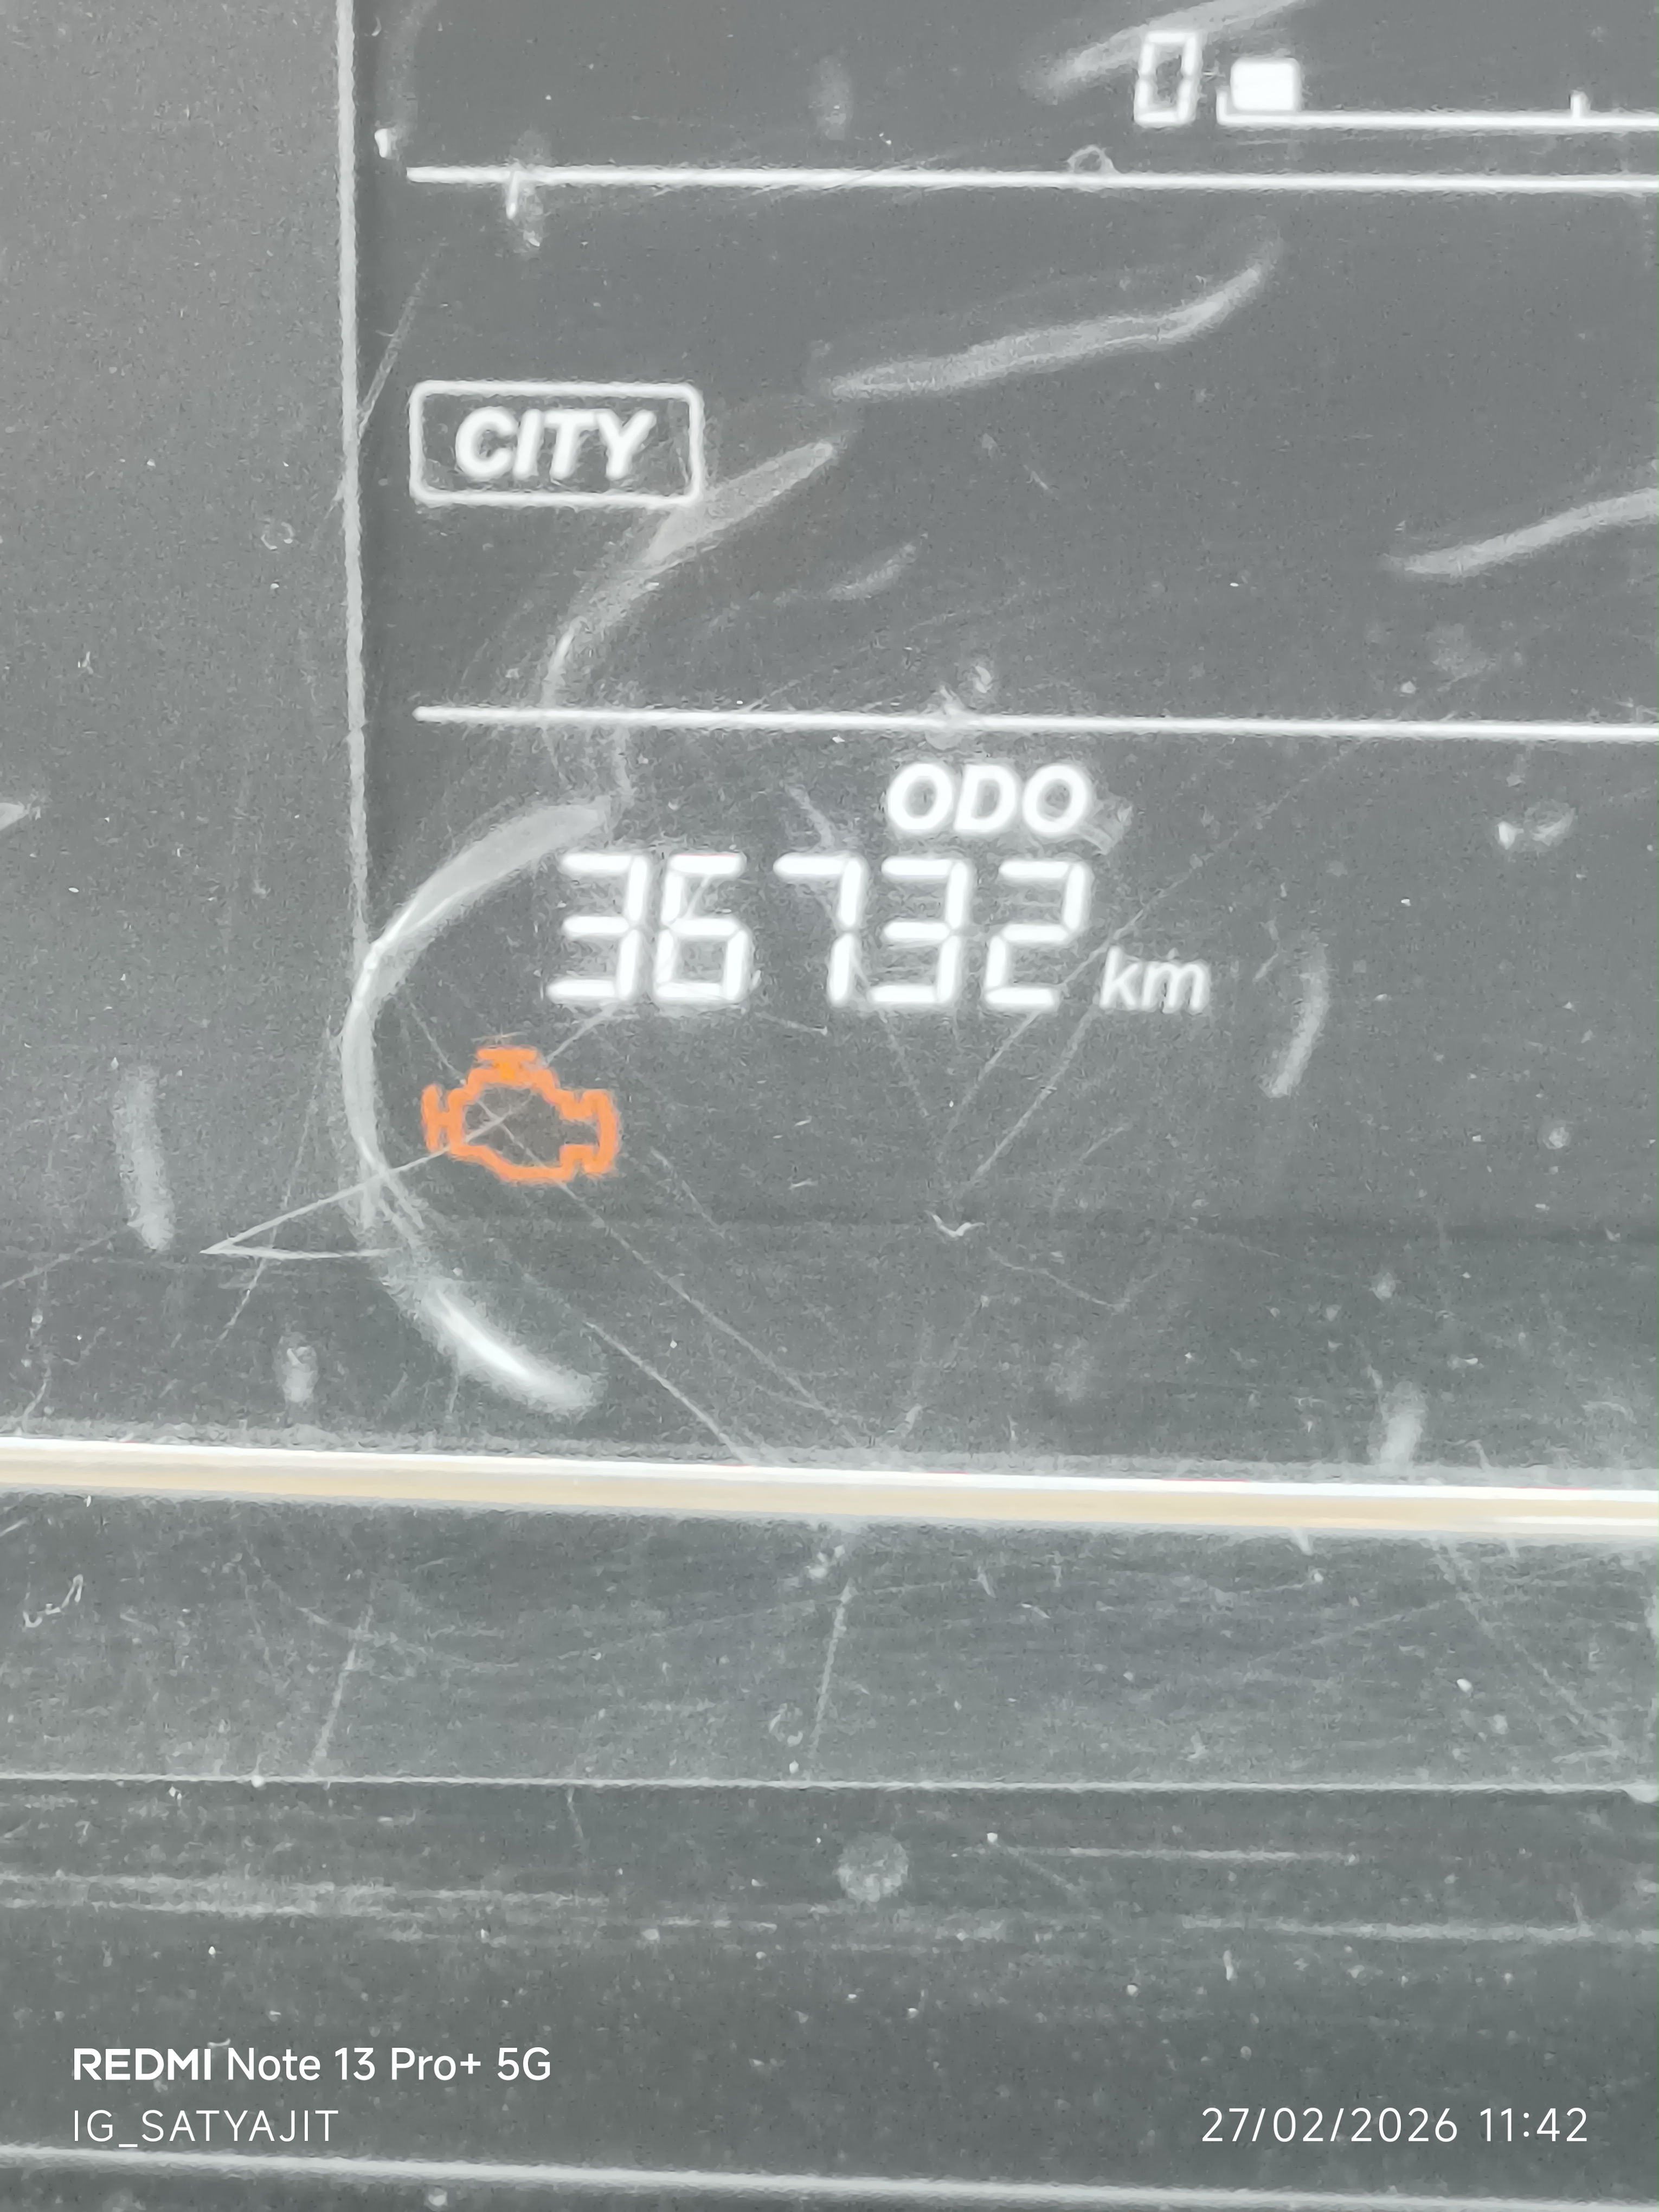 0
CITY
ODO
36732 km
REDMI Note 13 Pro+ 5G
IG_SATYAJIT
27/02/2026 11:42